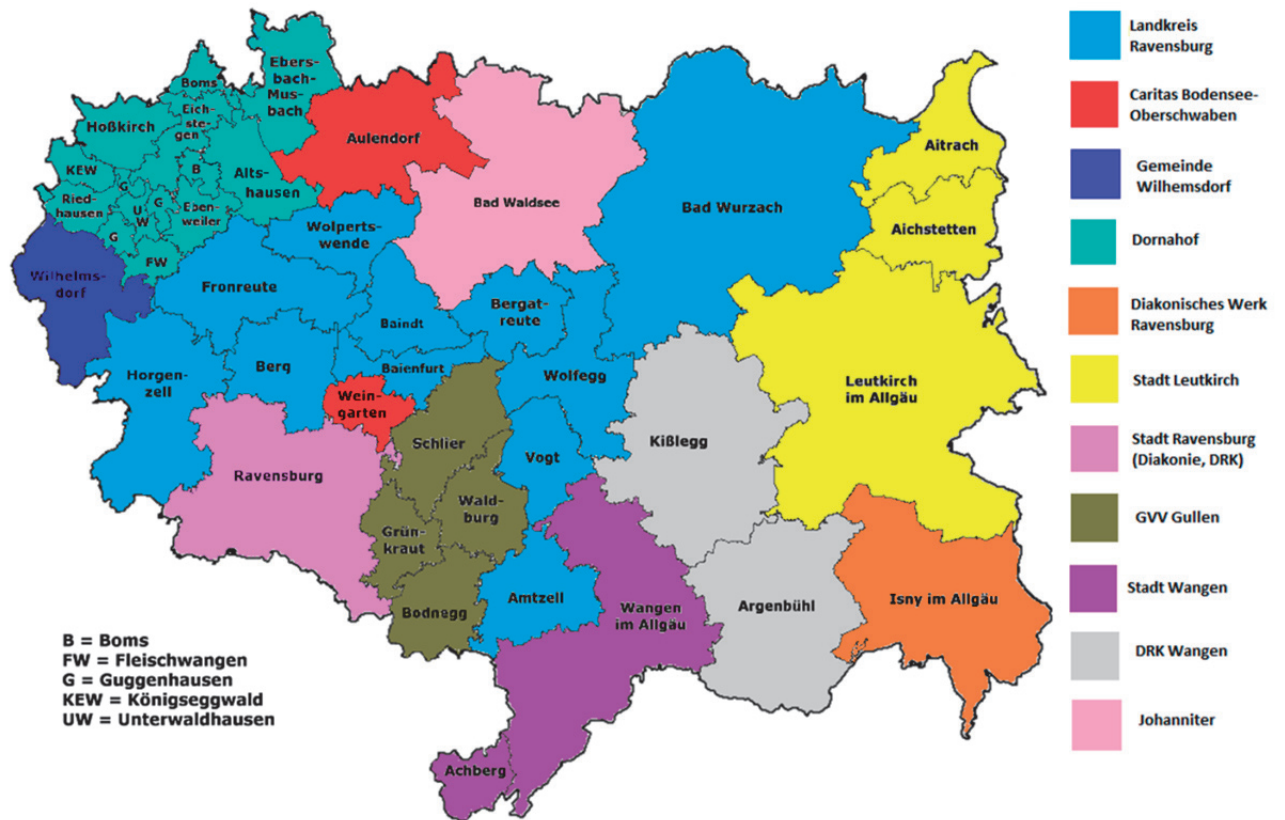 Ebers-
bach-
Mus-
bach
Boms
Eich-
ste-
gen
Hoßkirch
Aulendorf
KEW
B
Alts-
hausen
G
Ried-
hausen
U
W
G
Eben-
weiler
G
FW
Wilhelms-
dorf
Wolperts-
wende
Fronreute
Bad Waldsee
Bad Wurzach
Aitrach
Aichstetten
Baindt
Bergat-
reute
Horgen-
zell
Berg
Baienfurt
Wolfegg
Wein-
garten
Leutkirch
im Allgäu
Schlier
Vogt
Kißlegg
Ravensburg
Wald-
burg
Grün-
kraut
Bodnegg
Amtzell
Wangen
im Allgäu
Argenbühl
Isny im Allgäu
Achberg
B = Boms
FW = Fleischwangen
G = Guggenhausen
KEW = Königseggwald
UW = Unterwaldhausen
Landkreis
Ravensburg
Caritas Bodensee-
Oberschwaben
Gemeinde
Wilhemsdorf
Dornahof
Diakonisches Werk
Ravensburg
Stadt Leutkirch
Stadt Ravensburg
(Diakonie, DRK)
GVV Gullen
Stadt Wangen
DRK Wangen
Johanniter